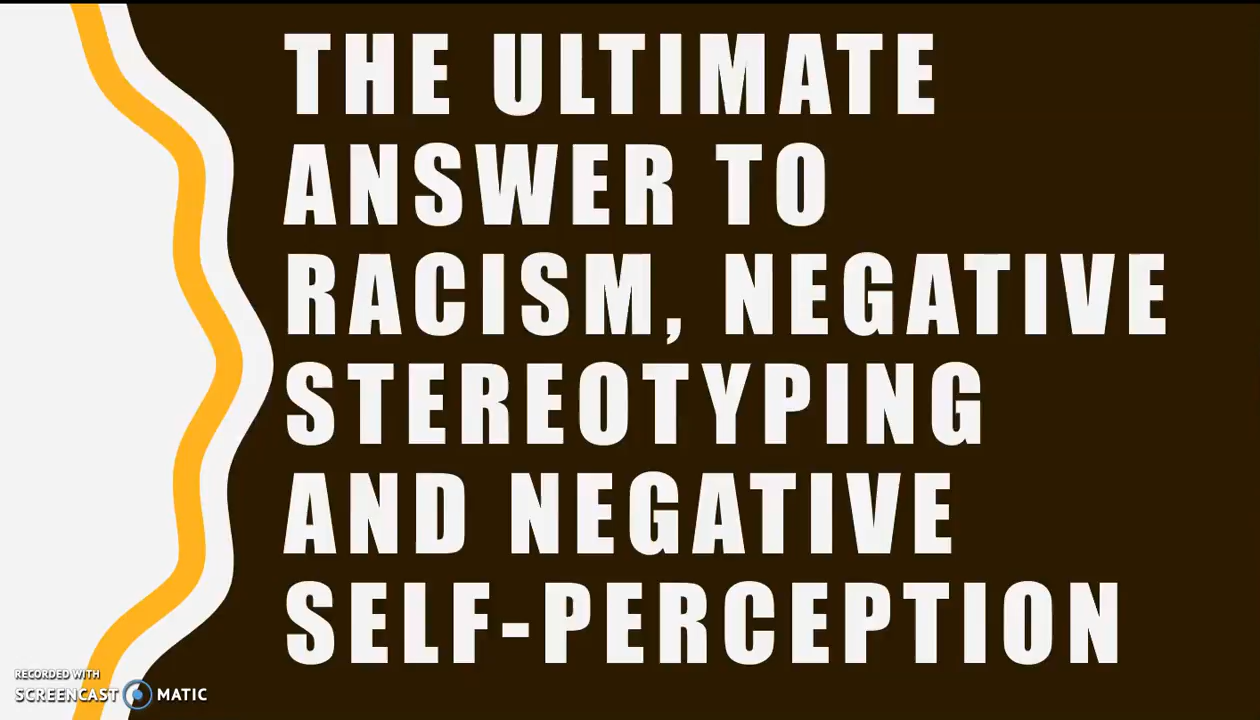 THE ULTIMATE
ANSWER TO
RACISM, NEGATIVE
STEREOTYPING
AND NEGATIVE
SELF-PERCEPTION
RECORDED WITH
SCREENCAST MATIC